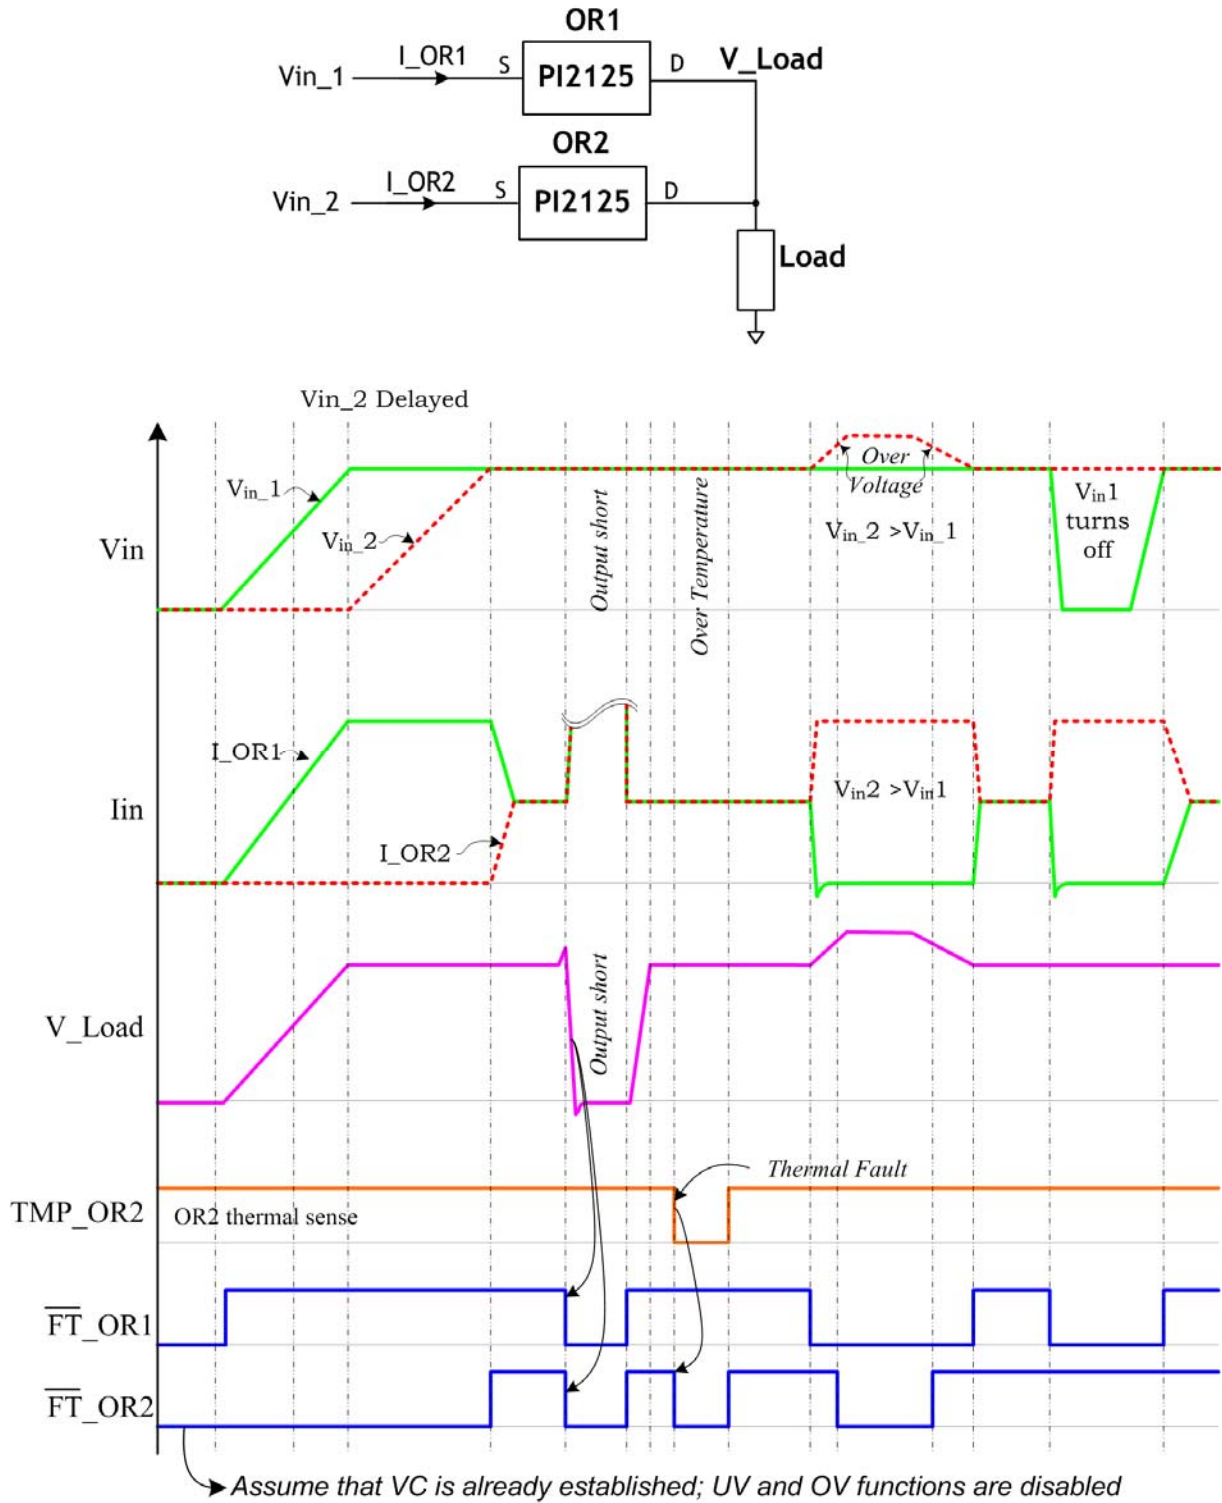 OR1
I_OR1
S
PI2125
D
V_Load
Vin_1
OR2
I_OR2
S
PI2125
D
Vin_2
Load
Vin_2 Delayed
Vin
Vin_1
Vin_2
Output short
Over Temperature
Over
Voltage
Vin_2 >Vin_1
Vin1
turns
off
Iin
I_OR1
I_OR2
Vin2 >Vin1
V_Load
Output short
TMP_OR2
OR2 thermal sense
Thermal Fault
F̅T̅_OR1
F̅T̅_OR2
Assume that VC is already established; UV and OV functions are disabled